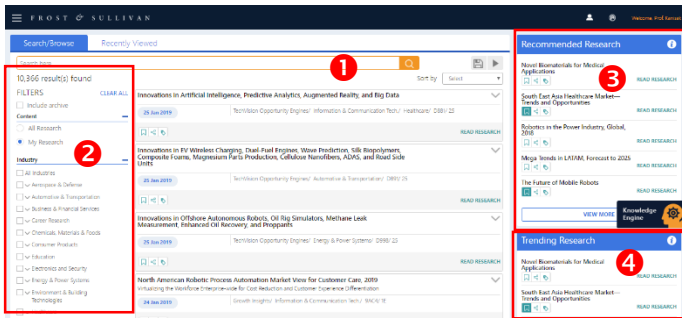 FROST & SULLIVAN
Welcome, Prof.
Search/Browse
Recently Viewed
Search here
10,366 result(s) found
Sort by
Select
FILTERS
CLEAR ALL
Include archive
Content
All Research
My Research
Industry
All Industries
Aerospace & Defense
Automotive & Transportation
Business & Financial Services
Career Research
Chemicals, Materials & Foods
Consumer Products
Education
Electronics and Security
Energy & Power Systems
Environment & Building
Technologies
1
2
Innovations in Artificial Intelligence, Predictive Analytics, Augmented Reality, and Big Data
25 Jun 2019
TechVision Opportunity Engines/ Information & Communication Tech./ Healthcare/ D8B1/25
READ RESEARCH
Innovations in EV Wireless Charging, Duel-Fuel Engines, Wave Prediction, Silk Biopolymers,
Composite Foams, Magnesium Parts Production, Cellulose Nanofibers, ADAS, and Road Side
Units
25 Jun 2019
TechVision Opportunity Engines/ Automotive & Transportation/
READ RESEARCH
Innovations in Offshore Autonomous Robots, Oil Rig Simulators, Methane Leak
Measurement, Enhanced Oil Recovery, and Proppants
25 Jun 2019
TechVision Opportunity Engines/ Energy & Power Systems/
READ RESEARCH
North American Robotic Process Automation Market View for Customer Care, 2019
Virtualizing the Workforce Enterprise-wide for Cost Reduction and Customer Experience Differentiation
24 Jun 2019
Growth Insights/ Information & Communication Tech./
READ RESEARCH
Recommended Research
Novel Biomaterials for Medical
Applications
READ RESEARCH
3
South East Asia Healthcare Market—
Trends and Opportunities
READ RESEARCH
Robotics in the Power Industry, Global,
2018
READ RESEARCH
Mega Trends in LATAM, Forecast to 2025
READ RESEARCH
The Future of Mobile Robots
READ RESEARCH
VIEW MORE
Knowledge
Engine
Trending Research
Novel Biomaterials for Medical
Applications
READ RESEARCH
4
South East Asia Healthcare Market—
Trends and Opportunities
READ RESEARCH